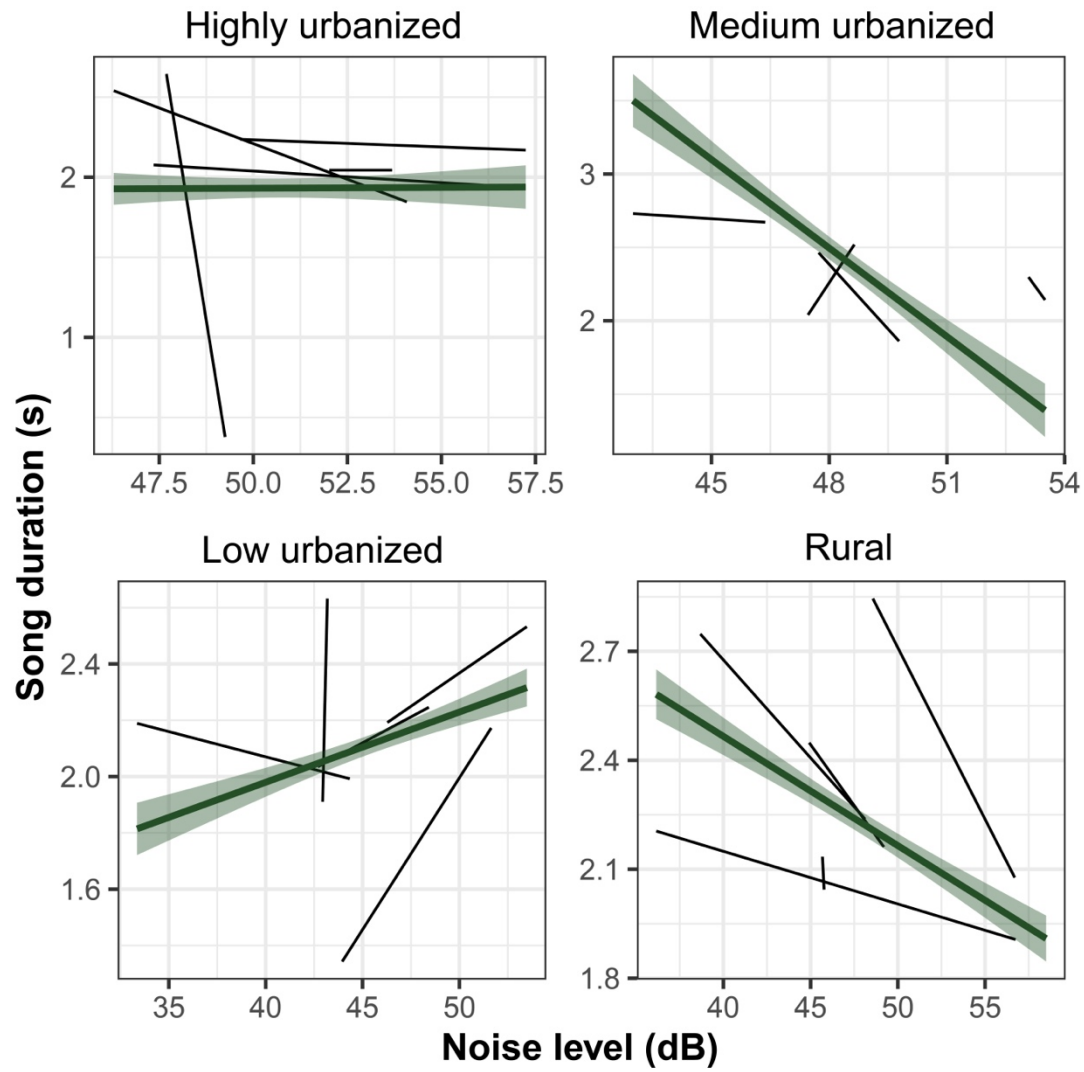 Highly urbanized
Medium urbanized
2
1
47.5 50.0 52.5 55.0 57.5
3
2
45 48 51 54
Song duration (s)
Low urbanized
Rural
2.4
2.0
1.6
35 40 45 50
2.7
2.4
2.1
1.8
40 45 50 55
Noise level (dB)